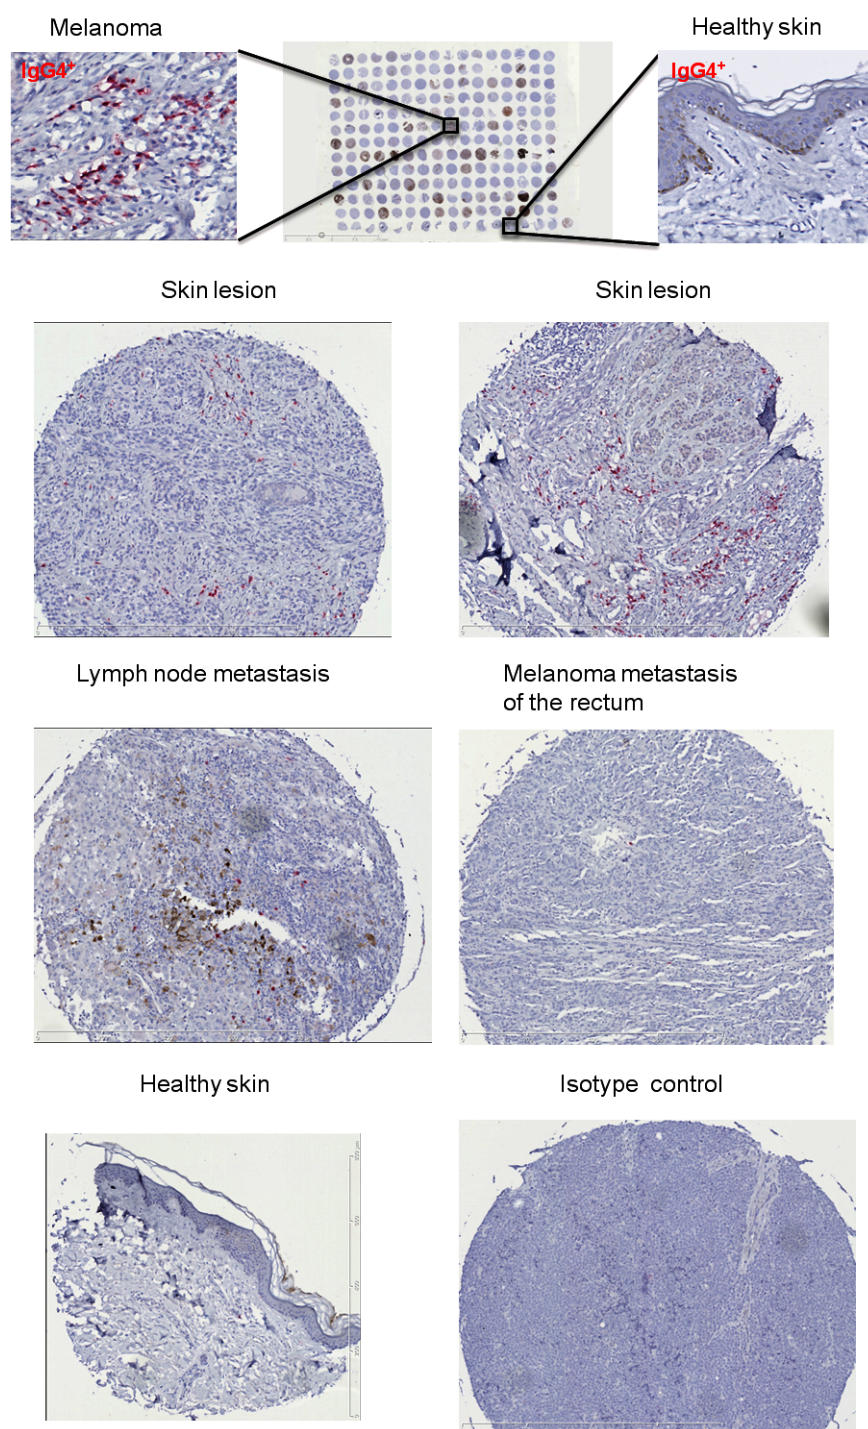 Melanoma
Healthy skin
IgG4⁺
IgG4⁺
Skin lesion
Skin lesion
Lymph node metastasis
Melanoma metastasis
of the rectum
Healthy skin
Isotype control